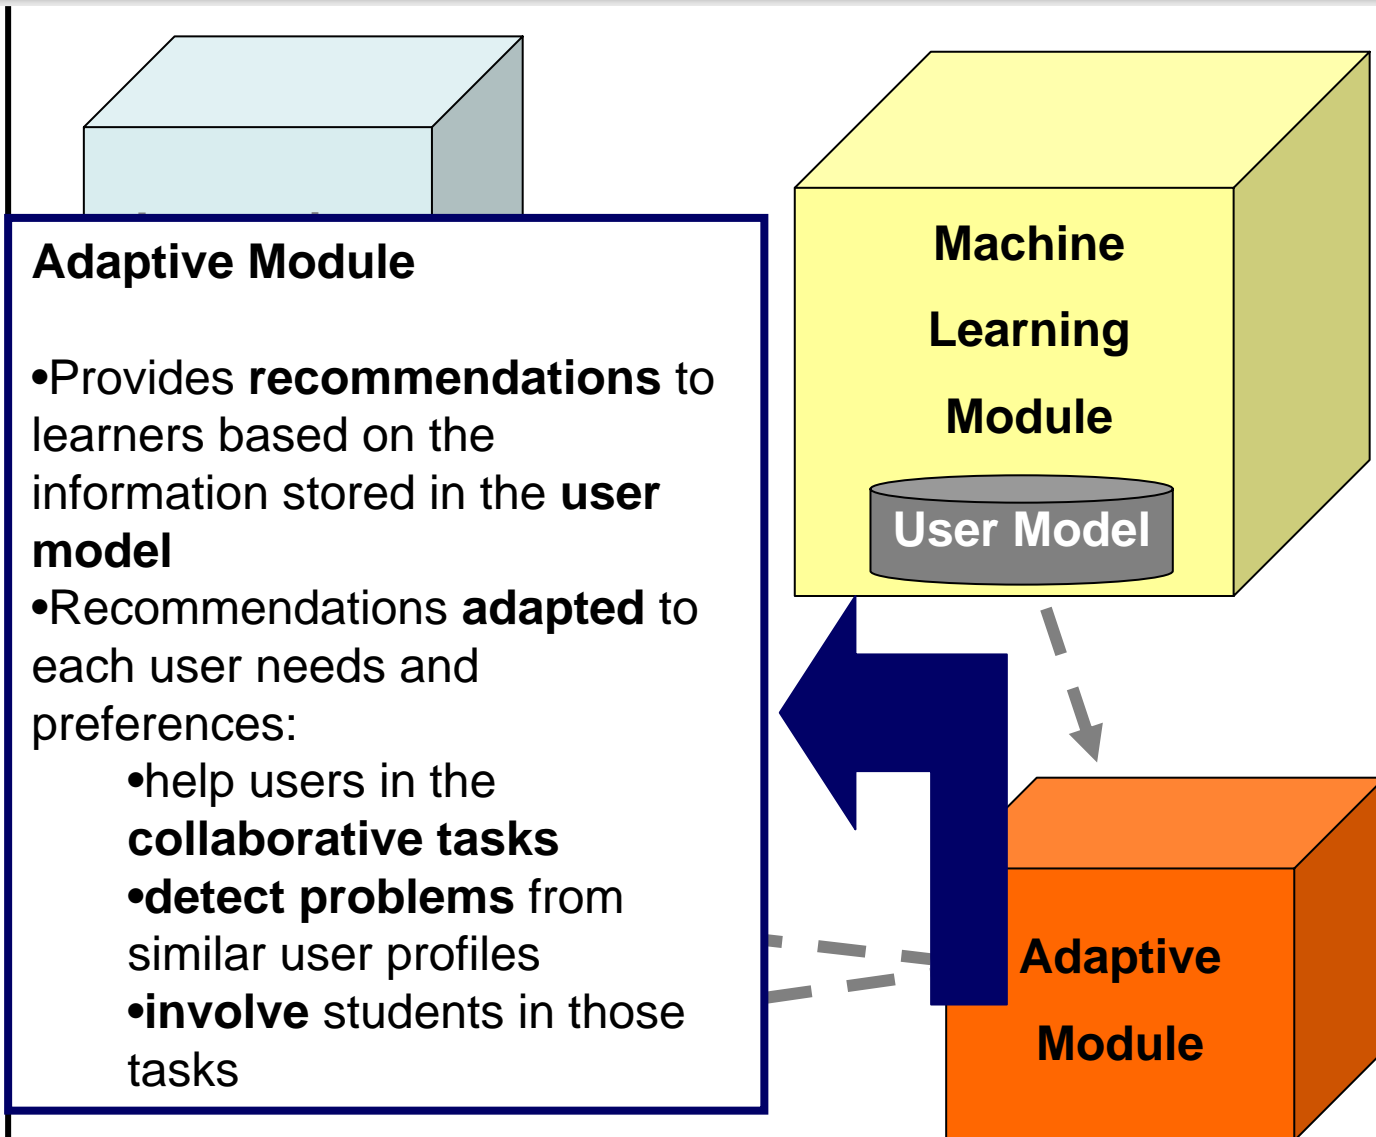 Adaptive Module
•Provides recommendations to
learners based on the
information stored in the user
model
•Recommendations adapted to
each user needs and
preferences:
•help users in the
collaborative tasks
•detect problems from
similar user profiles
•involve students in those
tasks
Machine
Learning
Module
User Model
Adaptive
Module